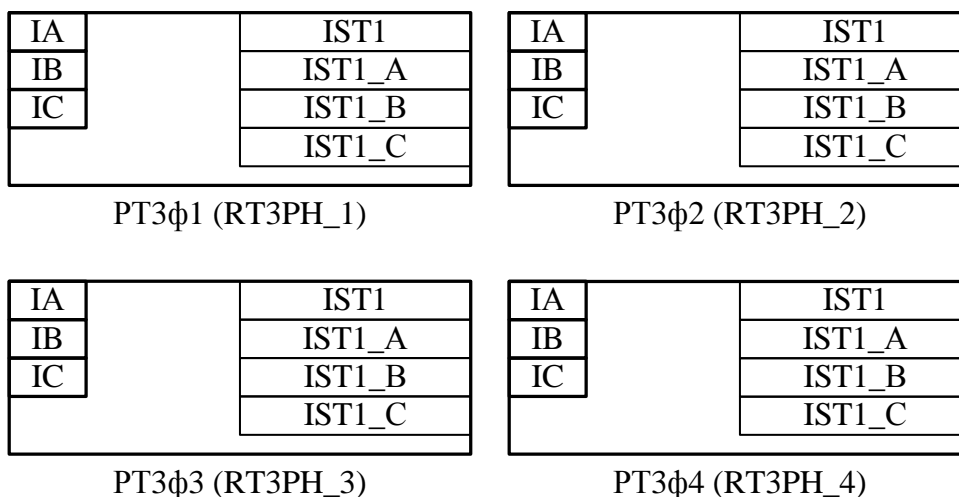 IA IST1 IA IST1
IB IST1_A IB IST1_A
IC IST1_B IC IST1_B
IST1_C IST1_C
РТ3ф1 (RT3PH_1) РТ3ф2 (RT3PH_2)
IA IST1 IA IST1
IB IST1_A IB IST1_A
IC IST1_B IC IST1_B
IST1_C IST1_C
РТ3ф3 (RT3PH_3) РТ3ф4 (RT3PH_4)